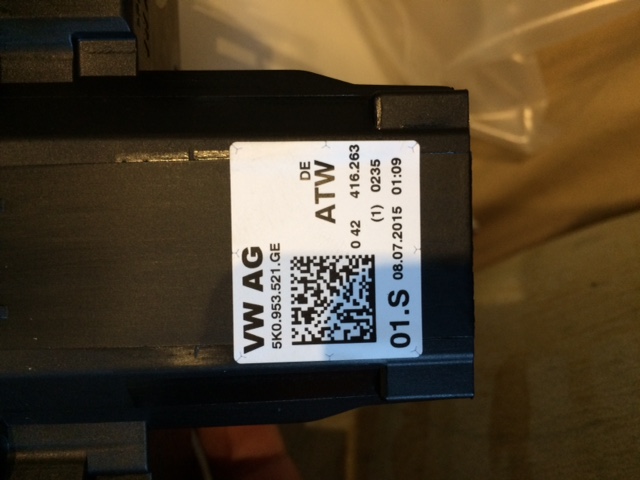 VW AG
5K0.953.521.GE
DE
ATW
0 42 416.263
(1) 0235
01.S 08.07.2015 01:09